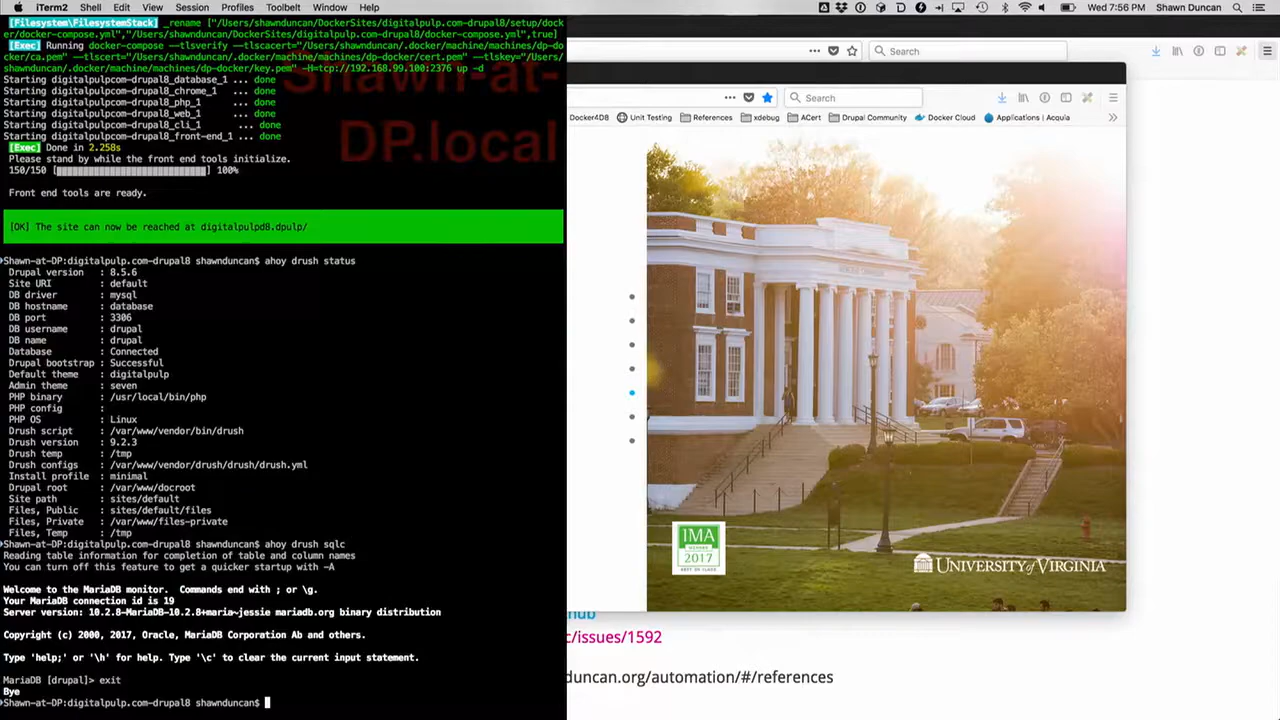 iTerm2 Shell Edit View Session Profiles Toolbelt Window Help
Wed 7:56 PM Shawn Duncan
[Filesystem\FilesystemStack] _rename ["/Users/shawnduncan/DockerSites/digitalpulp.com-drupal8/setup/dock
er-compose.yml","/Users/shawnduncan/DockerSites/digitalpulp.com-drupal8/docker-compose.yml",true]
[Exec] Running docker-compose --tlsverify --tlscacert="/Users/shawnduncan/.docker/machine/machines/dp-do
cker/ca.pem" --tlscert="/Users/shawnduncan/.docker/machine/machines/dp-docker/cert.pem" --tlskey="/Users/
shawnduncan/.docker/machine/machines/dp-docker/key.pem" -H=tcp://192.168.99.100:2376 up -d
Starting digitalpulpcom-drupal8_database_1 ... done
Starting digitalpulpcom-drupal8_chrome_1 ... done
Starting digitalpulpcom-drupal8_php_1 ... done
Starting digitalpulpcom-drupal8_web_1 ... done
Starting digitalpulpcom-drupal8_cli_1 ... done
Starting digitalpulpcom-drupal8_front-end_1 ... done
[Exec] Done in 2.258s
Please stand by while the front end tools initialize.
150/150 100%
Front end tools are ready.
[OK] The site can now be reached at digitalpulpd8.dpulp/
Shawn-at-DP:digitalpulp.com-drupal8 shawnduncan$ ahoy drush status
Drupal version : 8.5.6
Site URI : default
DB driver : mysql
DB hostname : database
DB port : 3306
DB username : drupal
DB name : drupal
Database : Connected
Drupal bootstrap : Successful
Default theme : digitalpulp
Admin theme : seven
PHP binary : /usr/local/bin/php
PHP config :
PHP OS : Linux
Drush script : /var/www/vendor/bin/drush
Drush version : 9.2.3
Drush temp : /tmp
Drush configs : /var/www/vendor/drush/drush/drush.yml
Install profile : minimal
Drupal root : /var/www/docroot
Site path : sites/default
Files, Public : sites/default/files
Files, Private : /var/www/files-private
Files, Temp : /tmp
Shawn-at-DP:digitalpulp.com-drupal8 shawnduncan$ ahoy drush sqlc
Reading table information for completion of table and column names
You can turn off this feature to get a quicker startup with -A
Welcome to the MariaDB monitor. Commands end with ; or \g.
Your MariaDB connection id is 19
Server version: 10.2.8-MariaDB-10.2.8+maria~jessie mariadb.org binary distribution
Copyright (c) 2000, 2017, Oracle, MariaDB Corporation Ab and others.
Type 'help;' or '\h' for help. Type '\c' to clear the current input statement.
MariaDB [drupal]> exit
Bye
Shawn-at-DP:digitalpulp.com-drupal8 shawnduncan$
Shawn-at-
DP.local
Search
Search
Docker4D8 Unit Testing References xdebug ACert Drupal Community Docker Cloud Applications | Acquia
IMA
2017
UNIVERSITY of VIRGINIA
hub
c/issues/1592
duncan.org/automation/#/references